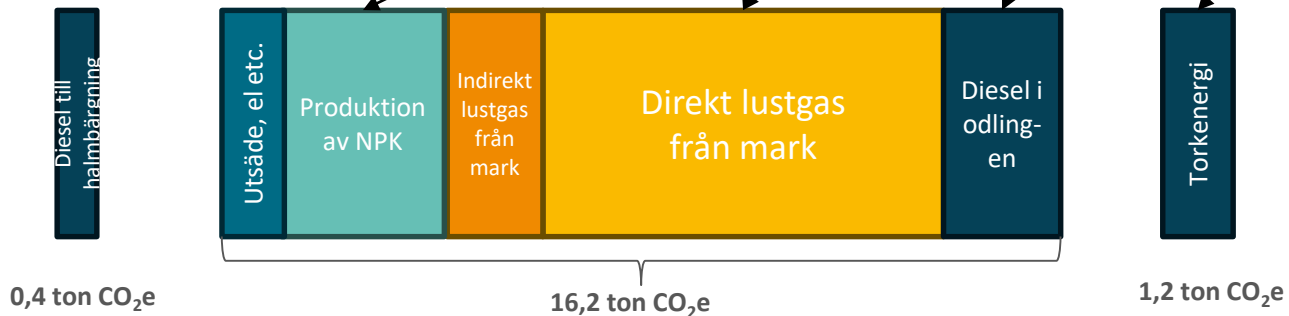 Diesel till
halmbärgning
Utsäde, el etc.
Produktion
av NPK
Indirekt
lustgas
från
mark
Direkt lustgas
från mark
Diesel i
odling-
en
Torkenergi
0,4 ton CO₂e
16,2 ton CO₂e
1,2 ton CO₂e